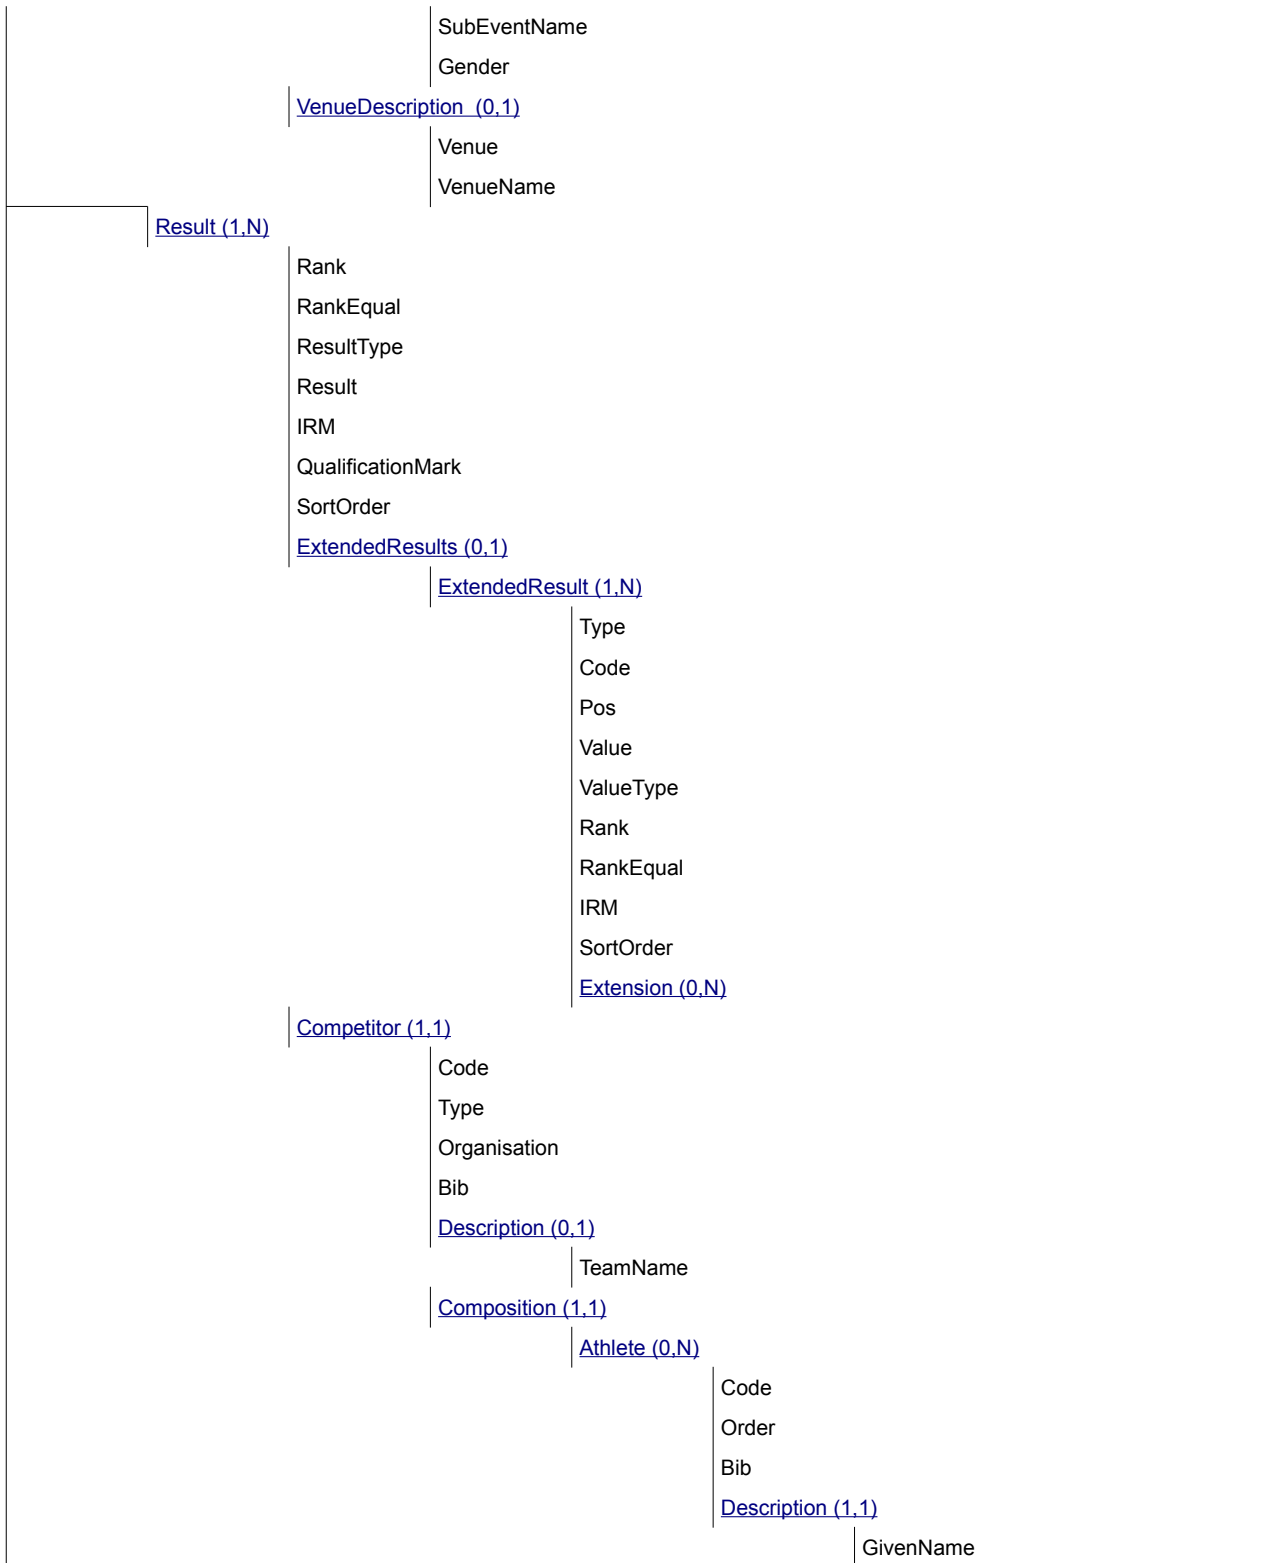 SubEventName
Gender
VenueDescription  (0,1)
Venue
VenueName
Result (1,N)
Rank
RankEqual
ResultType
Result
IRM
QualificationMark
SortOrder
ExtendedResults (0,1)
ExtendedResult (1,N)
Type
Code
Pos
Value
ValueType
Rank
RankEqual
IRM
SortOrder
Extension (0,N)
Competitor (1,1)
Code
Type
Organisation
Bib
Description (0,1)
TeamName
Composition (1,1)
Athlete (0,N)
Code
Order
Bib
Description (1,1)
GivenName